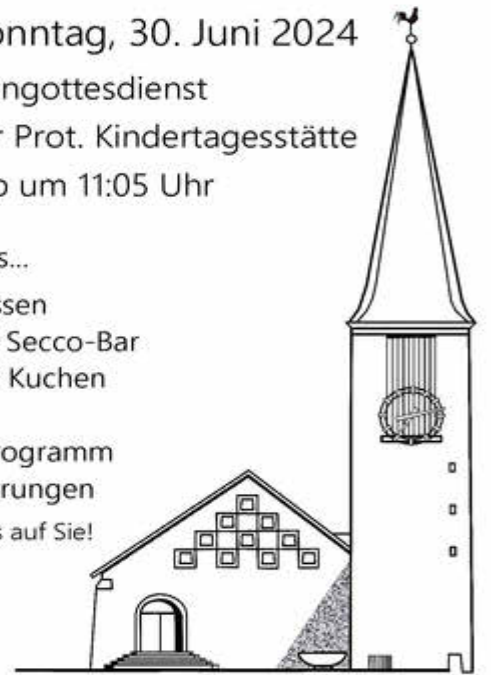 onntag, 30. Juni 2024
ngottesdienst
r Prot. Kindertagesstätte
o um 11:05 Uhr
s...
ssen
Secco-Bar
Kuchen
ogramm
rungen
s auf Sie!